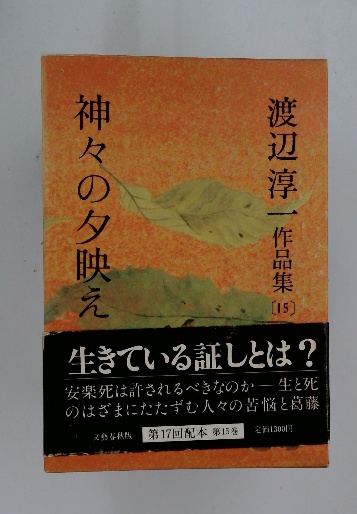 渡辺淳一作品集〔15〕
神々の夕映え
生きている証しとは？
安楽死は許されるべきなのか―生と死
のはざまにたたずむ人々の苦悩と葛藤
文藝春秋版 第17回配本 第15巻 定価1300円